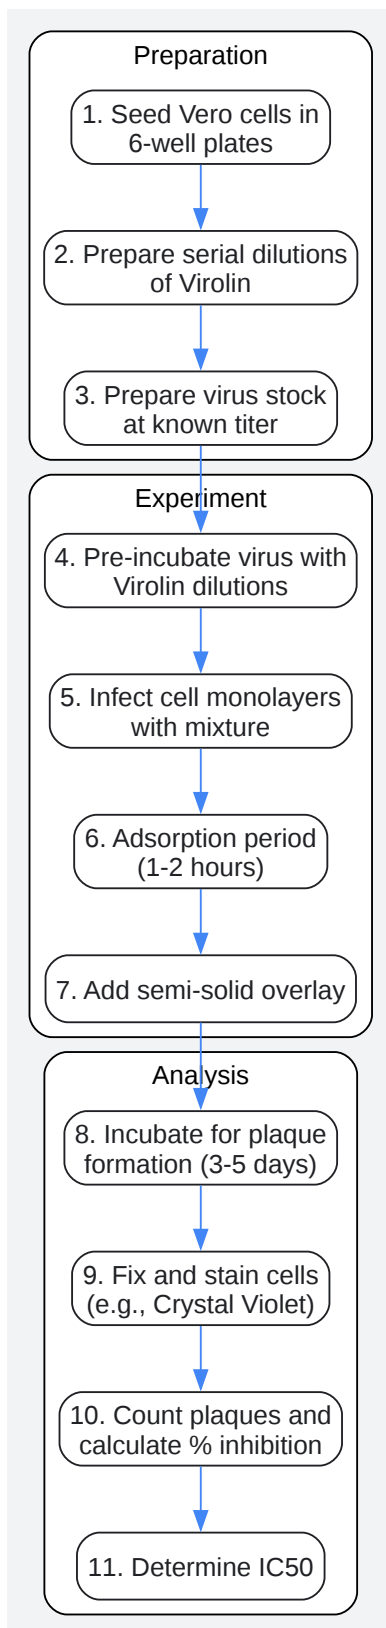 Preparation
1. Seed Vero cells in
6-well plates
2. Prepare serial dilutions
of Virolin
3. Prepare virus stock
at known titer
Experiment
4. Pre-incubate virus with
Virolin dilutions
5. Infect cell monolayers
with mixture
6. Adsorption period
(1-2 hours)
7. Add semi-solid overlay
Analysis
8. Incubate for plaque
formation (3-5 days)
9. Fix and stain cells
(e.g., Crystal Violet)
10. Count plaques and
calculate % inhibition
11. Determine IC50